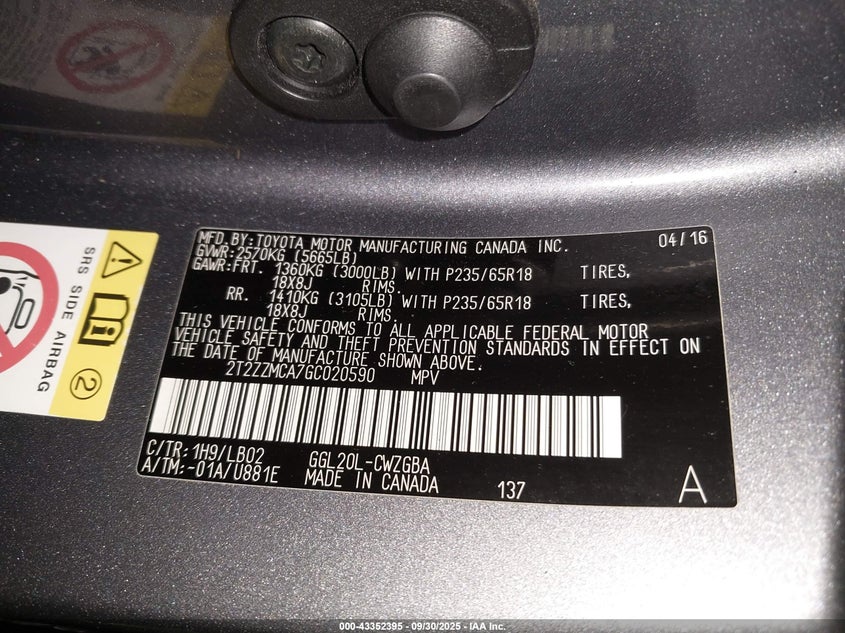 MFD.BY:TOYOTA MOTOR MANUFACTURING CANADA INC. 04/16
GVWR:2570KG (5665LB)
GAWR:FRT. 1360KG (3000LB) WITH P235/65R18 TIRES,
18X8J RIMS.
RR. 1410KG (3105LB) WITH P235/65R18 TIRES,
18X8J RIMS.
THIS VEHICLE CONFORMS TO ALL APPLICABLE FEDERAL MOTOR
VEHICLE SAFETY AND THEFT PREVENTION STANDARDS IN EFFECT ON
THE DATE OF MANUFACTURE SHOWN ABOVE.
2T2ZZMCA7GC020590 MPV
C/TR:1H9/LB02 GGL20L-CWZGBA
A/TM:-01A/U881E MADE IN CANADA 137 A
SRS SIDE AIRBAG
2
000-43352395 - 09/30/2025 - IAA Inc.